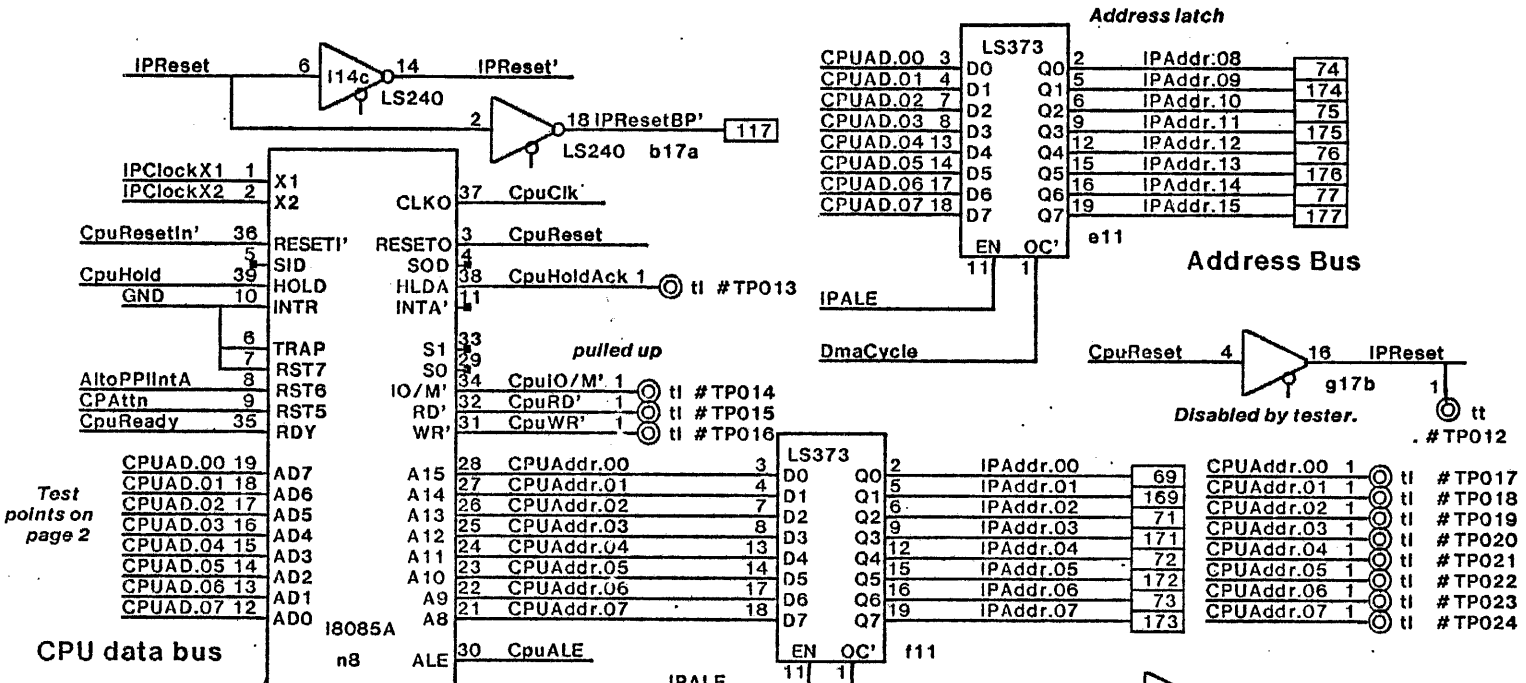 IPReset 6 I14c 14 IPReset'
LS240
2 18 IPResetBP' 117
LS240 b17a
Address latch
LS373
CPUAD.00 3 D0 Q0 2 IPAddr.08 74
CPUAD.01 4 D1 Q1 5 IPAddr.09 174
CPUAD.02 7 D2 Q2 6 IPAddr.10 75
CPUAD.03 8 D3 Q3 9 IPAddr.11 175
CPUAD.04 13 D4 Q4 12 IPAddr.12 76
CPUAD.05 14 D5 Q5 15 IPAddr.13 176
CPUAD.06 17 D6 Q6 16 IPAddr.14 77
CPUAD.07 18 D7 Q7 19 IPAddr.15 177
EN OC' e11
11 1
IPALE
DmaCycle
Address Bus
IPClockX1 1 X1
IPClockX2 2 X2 CLKO 37 CpuClk
CpuResetIn' 36 RESETI' RESETO 3 CpuReset
5 SID SOD 4
CpuHold 39 HOLD HLDA 38 CpuHoldAck 1 tl #TP013
GND 10 INTR INTA' 11
6 TRAP S1 33 pulled up
7 RST7 S0 29
AltoPPIIntA 8 RST6 IO/M' 34 CpuIO/M' 1 tl #TP014
CPAttn 9 RST5 RD' 32 CpuRD' 1 tl #TP015
CpuReady 35 RDY WR' 31 CpuWR' 1 tl #TP016
CpuReset 4 16 IPReset
g17b 1
Disabled by tester. tt
. #TP012
Test
points on
page 2
LS373
CPUAD.00 19 AD7 A15 28 CPUAddr.00 3 D0 Q0 2 IPAddr.00 69
CPUAD.01 18 AD6 A14 27 CPUAddr.01 4 D1 Q1 5 IPAddr.01 169
CPUAD.02 17 AD5 A13 26 CPUAddr.02 7 D2 Q2 6 IPAddr.02 71
CPUAD.03 16 AD4 A12 25 CPUAddr.03 8 D3 Q3 9 IPAddr.03 171
CPUAD.04 15 AD3 A11 24 CPUAddr.04 13 D4 Q4 12 IPAddr.04 72
CPUAD.05 14 AD2 A10 23 CPUAddr.05 14 D5 Q5 15 IPAddr.05 172
CPUAD.06 13 AD1 A9 22 CPUAddr.06 17 D6 Q6 16 IPAddr.06 73
CPUAD.07 12 AD0 A8 21 CPUAddr.07 18 D7 Q7 19 IPAddr.07 173
CPUAddr.00 1 tl #TP017
CPUAddr.01 1 tl #TP018
CPUAddr.02 1 tl #TP019
CPUAddr.03 1 tl #TP020
CPUAddr.04 1 tl #TP021
CPUAddr.05 1 tl #TP022
CPUAddr.06 1 tl #TP023
CPUAddr.07 1 tl #TP024
CPU data bus
I8085A
n8 ALE 30 CpuALE
EN OC' f11
IPALE 11 1